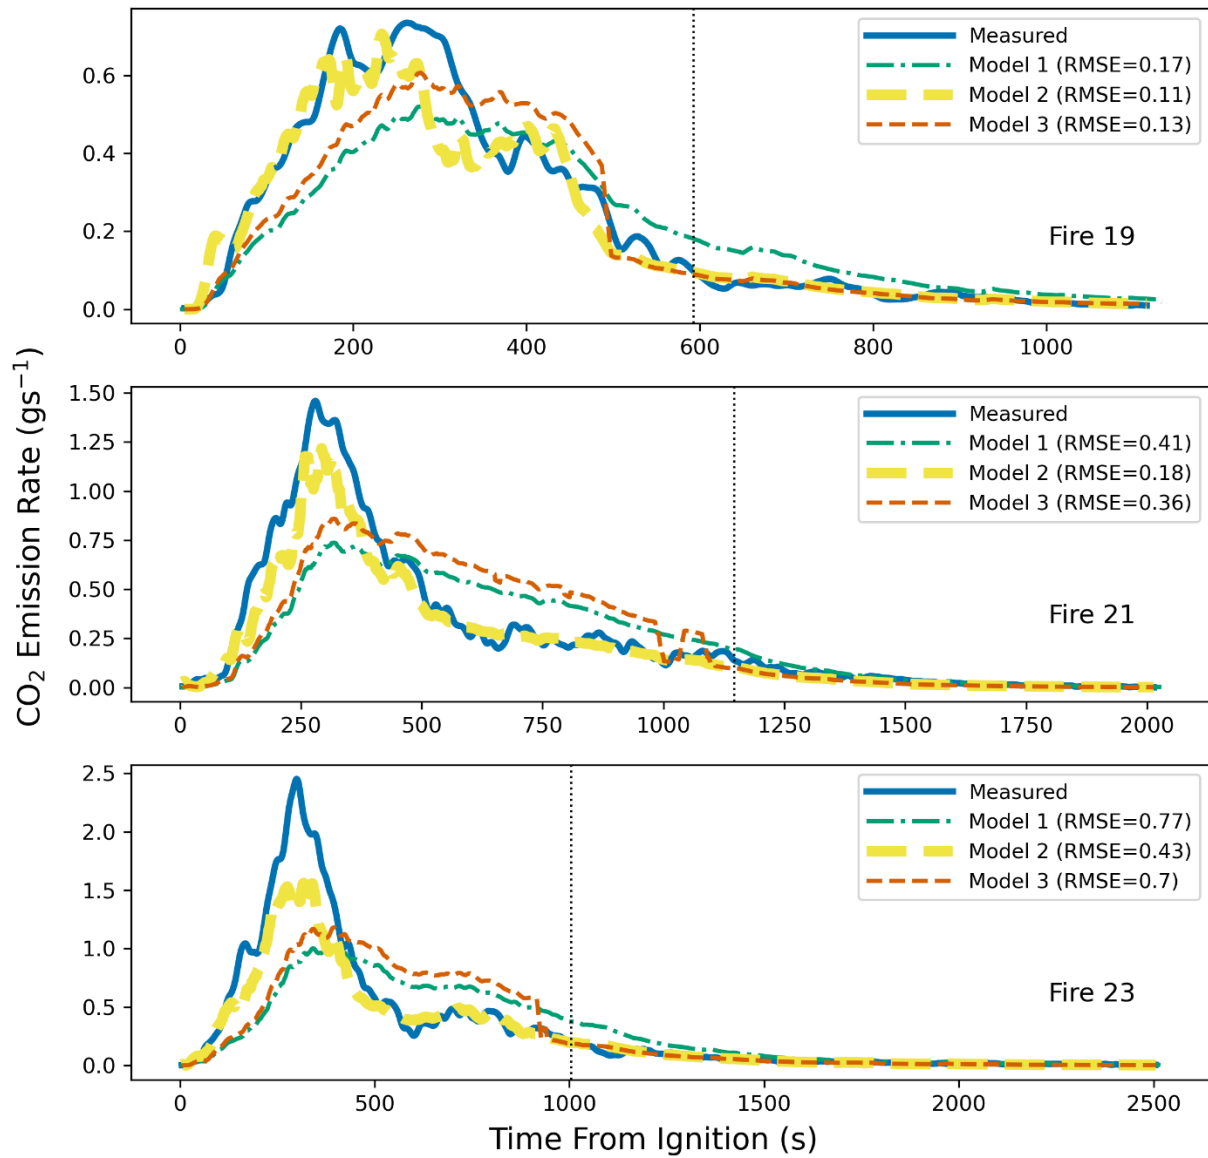 CO₂ Emission Rate (gs⁻¹)
0.6
0.4
0.2
0.0
Measured
Model 1 (RMSE=0.17)
Model 2 (RMSE=0.11)
Model 3 (RMSE=0.13)
Fire 19
0 200 400 600 800 1000
1.50
1.25
1.00
0.75
0.50
0.25
0.00
Measured
Model 1 (RMSE=0.41)
Model 2 (RMSE=0.18)
Model 3 (RMSE=0.36)
Fire 21
0 250 500 750 1000 1250 1500 1750 2000
2.5
2.0
1.5
1.0
0.5
0.0
Measured
Model 1 (RMSE=0.77)
Model 2 (RMSE=0.43)
Model 3 (RMSE=0.7)
Fire 23
0 500 1000 1500 2000 2500
Time From Ignition (s)